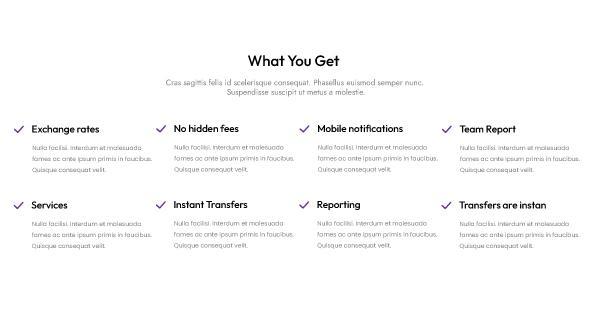 What You Get
Cras sagittis felis id scelerisque consequat. Phasellus euismod semper nunc.
Suspendisse suscipit ut metus a molestie.
Exchange rates
Nulla facilisi. Interdum et malesuada
fames ac ante ipsum primis in faucibus.
Quisque consequat velit.
No hidden fees
Nulla facilisi. Interdum et malesuada
fames ac ante ipsum primis in faucibus.
Quisque consequat velit.
Mobile notifications
Nulla facilisi. Interdum et malesuada
fames ac ante ipsum primis in faucibus.
Quisque consequat velit.
Team Report
Nulla facilisi. Interdum et malesuada
fames ac ante ipsum primis in faucibus.
Quisque consequat velit.
Services
Nulla facilisi. Interdum et malesuada
fames ac ante ipsum primis in faucibus.
Quisque consequat velit.
Instant Transfers
Nulla facilisi. Interdum et malesuada
fames ac ante ipsum primis in faucibus.
Quisque consequat velit.
Reporting
Nulla facilisi. Interdum et malesuada
fames ac ante ipsum primis in faucibus.
Quisque consequat velit.
Transfers are instan
Nulla facilisi. Interdum et malesuada
fames ac ante ipsum primis in faucibus.
Quisque consequat velit.